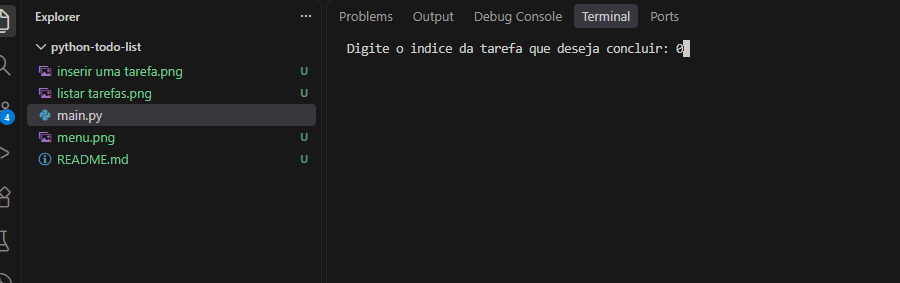 Explorer
Problems Output Debug Console Terminal Ports
python-todo-list
Digite o indice da tarefa que deseja concluir: 0
inserir uma tarefa.png U
listar tarefas.png U
main.py
4
menu.png U
README.md U